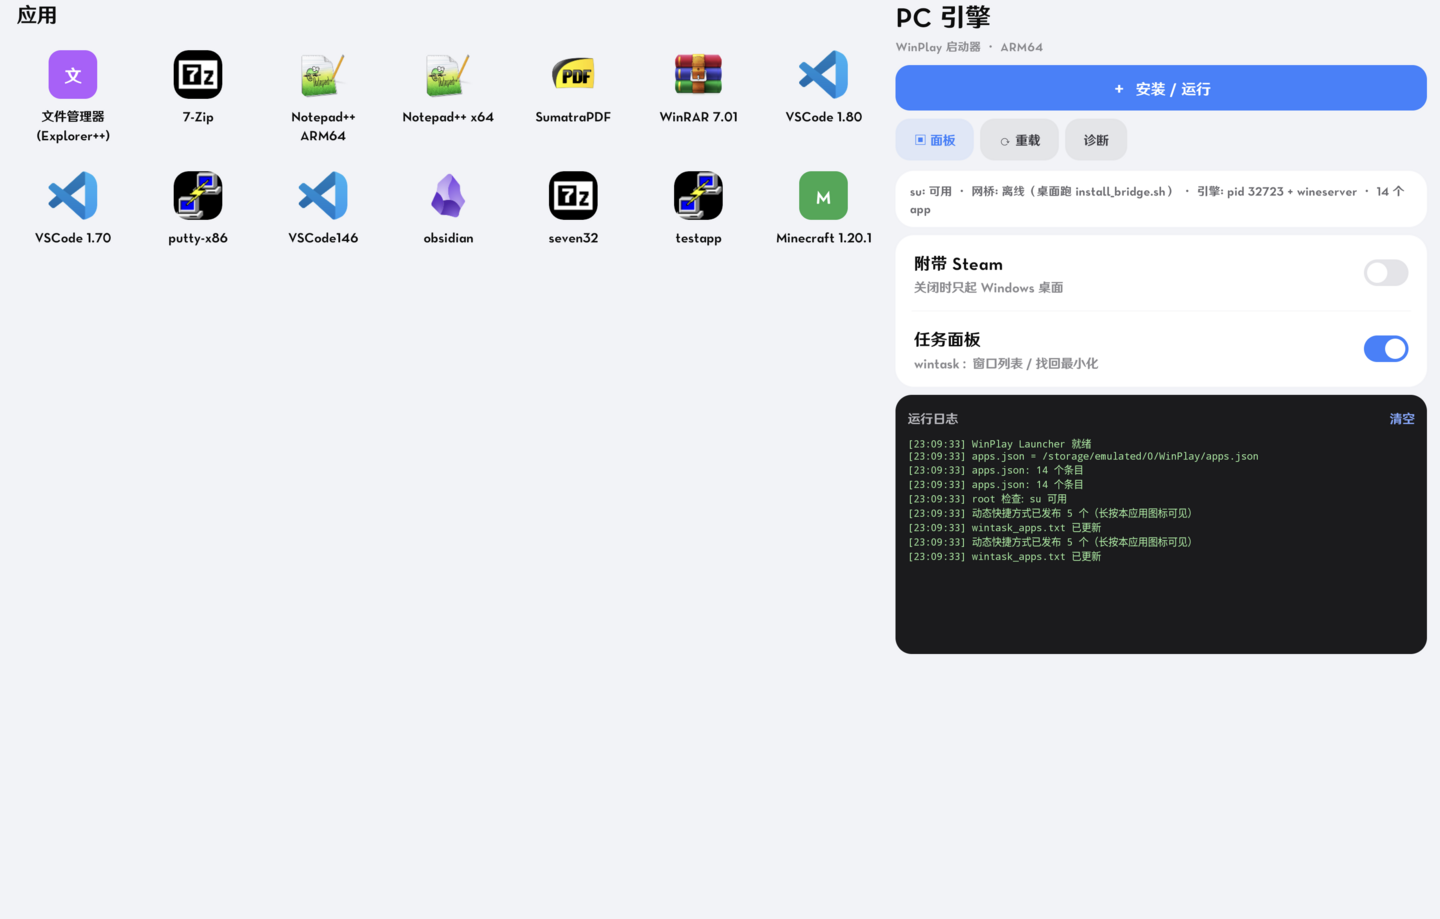 应用
文
文件管理器
(Explorer++)
7z
7-Zip
Notepad++
ARM64
Notepad++ x64
PDF
SumatraPDF
WinRAR 7.01
VSCode 1.80
VSCode 1.70
putty-x86
VSCode146
obsidian
7z
seven32
testapp
M
Minecraft 1.20.1
PC 引擎
WinPlay 启动器 · ARM64
+ 安装 / 运行
面板
重载
诊断
su: 可用 · 网桥: 离线（桌面跑 install_bridge.sh） · 引擎: pid 32723 + wineserver · 14 个
app
附带 Steam
关闭时只起 Windows 桌面
任务面板
wintask：窗口列表 / 找回最小化
运行日志
清空
[23:09:33] WinPlay Launcher 就绪
[23:09:33] apps.json = /storage/emulated/0/WinPlay/apps.json
[23:09:33] apps.json: 14 个条目
[23:09:33] apps.json: 14 个条目
[23:09:33] root 检查: su 可用
[23:09:33] 动态快捷方式已发布 5 个（长按本应用图标可见）
[23:09:33] wintask_apps.txt 已更新
[23:09:33] 动态快捷方式已发布 5 个（长按本应用图标可见）
[23:09:33] wintask_apps.txt 已更新